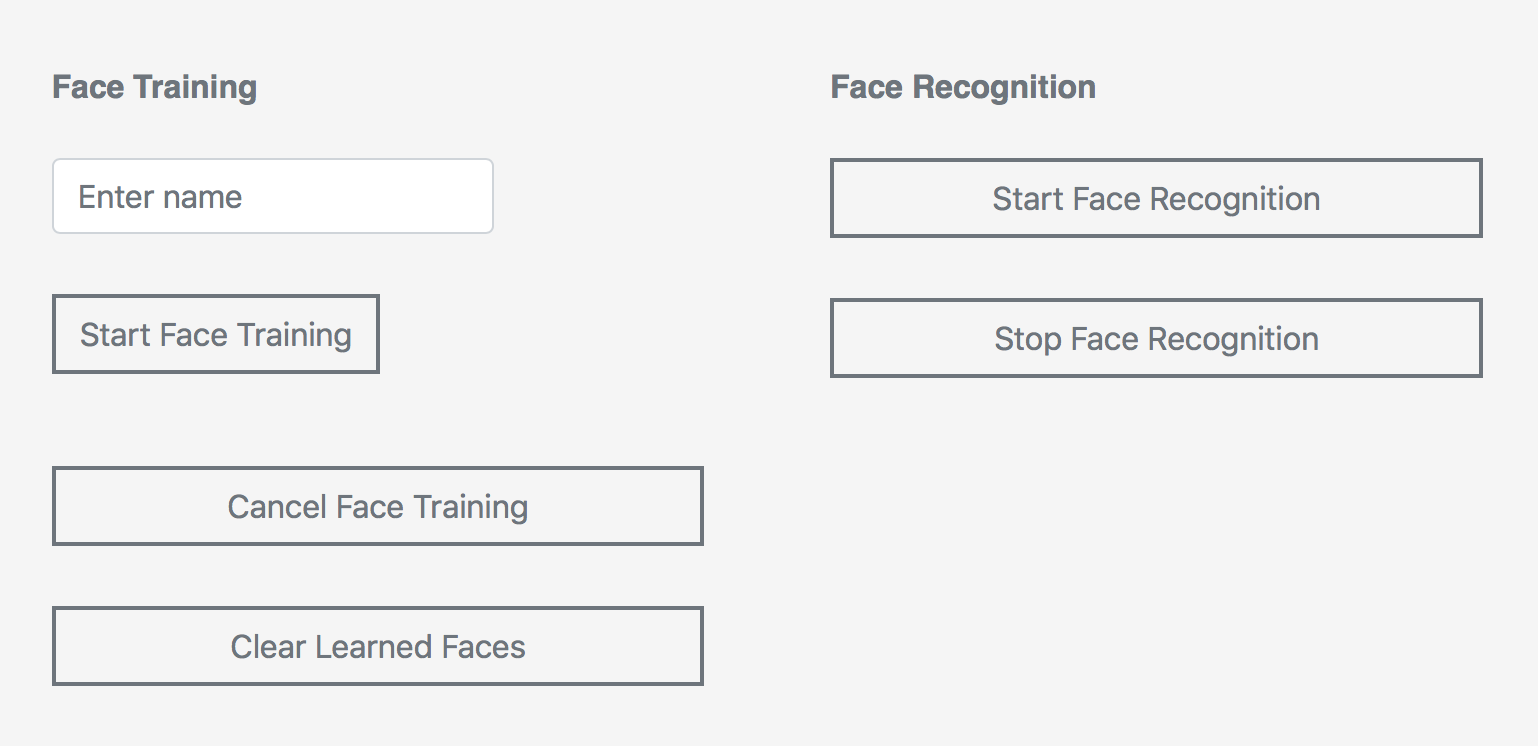 Face Training
Enter name
Start Face Training
Cancel Face Training
Clear Learned Faces
Face Recognition
Start Face Recognition
Stop Face Recognition